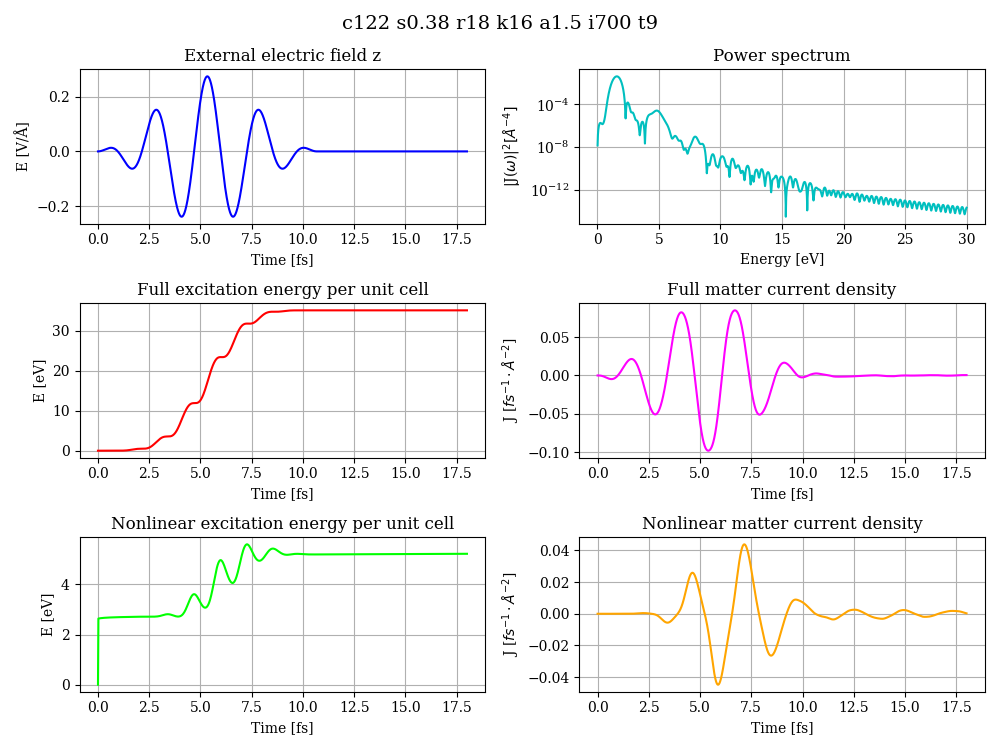 c122 s0.38 r18 k16 a1.5 i700 t9
External electric field z
E [V/Å]
0.2
0.0
−0.2
0.0 2.5 5.0 7.5 10.0 12.5 15.0 17.5
Time [fs]
Power spectrum
|J(ω)|²[Å⁻⁴]
10⁻⁴
10⁻⁸
10⁻¹²
0 5 10 15 20 25 30
Energy [eV]
Full excitation energy per unit cell
E [eV]
30
20
10
0
0.0 2.5 5.0 7.5 10.0 12.5 15.0 17.5
Time [fs]
Full matter current density
J [fs⁻¹ · Å⁻²]
0.05
0.00
−0.05
−0.10
0.0 2.5 5.0 7.5 10.0 12.5 15.0 17.5
Time [fs]
Nonlinear excitation energy per unit cell
E [eV]
4
2
0
0.0 2.5 5.0 7.5 10.0 12.5 15.0 17.5
Time [fs]
Nonlinear matter current density
J [fs⁻¹ · Å⁻²]
0.04
0.02
0.00
−0.02
−0.04
0.0 2.5 5.0 7.5 10.0 12.5 15.0 17.5
Time [fs]